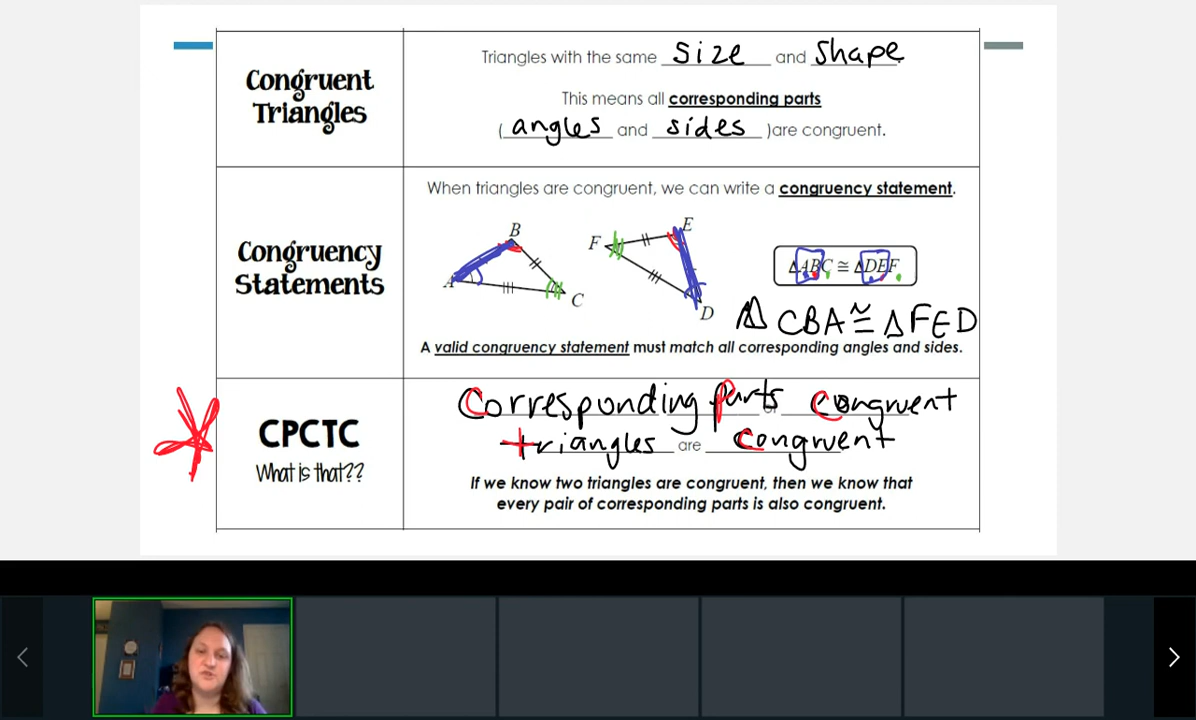 Congruent
Triangles
Triangles with the same size and shape.
This means all corresponding parts
(angles and sides )are congruent.
Congruency
Statements
When triangles are congruent, we can write a congruency statement.
B
A
C
F
E
D
ΔABC ≅ ΔDEF
Δ CBA ≅ Δ FED
A valid congruency statement must match all corresponding angles and sides.
CPCTC
What is that??
Corresponding Parts of Congruent
triangles are Congruent
If we know two triangles are congruent, then we know that
every pair of corresponding parts is also congruent.